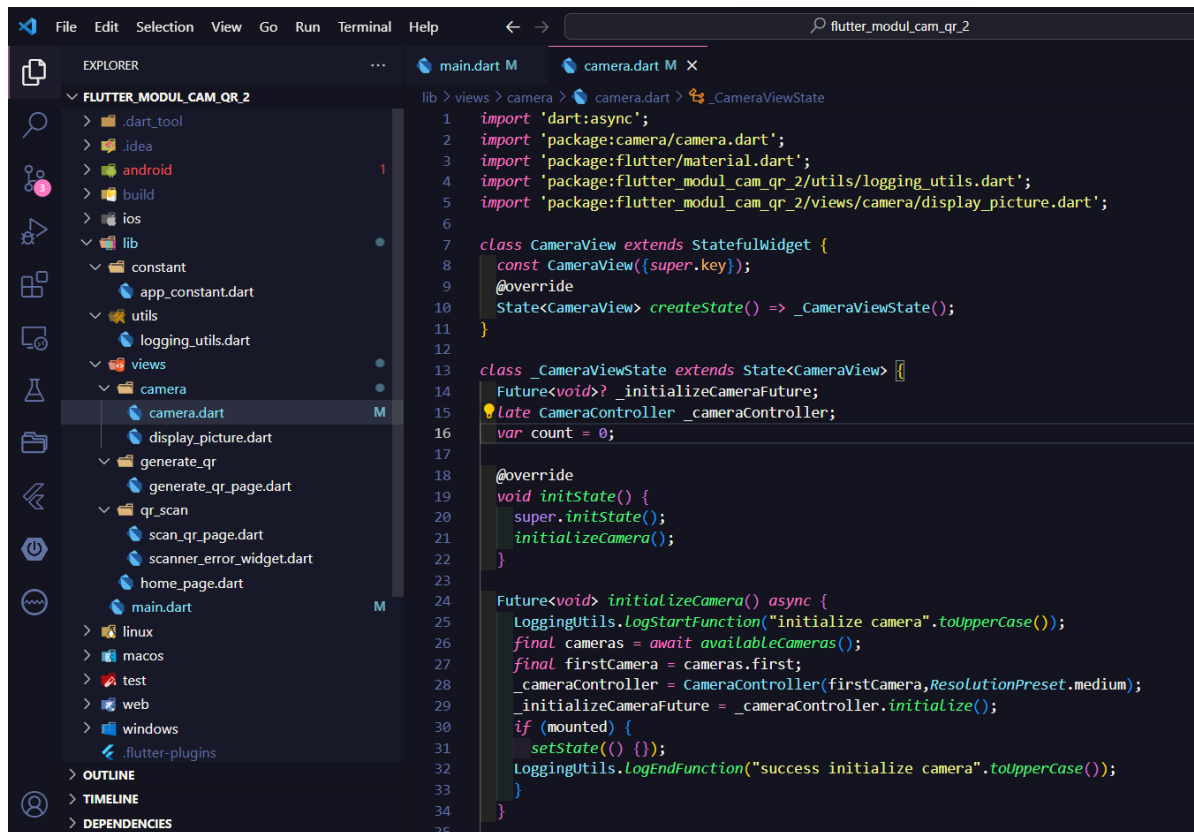 File Edit Selection View Go Run Terminal Help
flutter_modul_cam_qr_2
EXPLORER
FLUTTER_MODUL_CAM_QR_2
.dart_tool
.idea
android 1
build
ios
lib
constant
app_constant.dart
utils
logging_utils.dart
views
camera
camera.dart M
display_picture.dart
generate_qr
generate_qr_page.dart
qr_scan
scan_qr_page.dart
scanner_error_widget.dart
home_page.dart
main.dart M
linux
macos
test
web
windows
.flutter-plugins
OUTLINE
TIMELINE
DEPENDENCIES
3
main.dart M camera.dart M
lib > views > camera > camera.dart > _CameraViewState
1 import 'dart:async';
2 import 'package:camera/camera.dart';
3 import 'package:flutter/material.dart';
4 import 'package:flutter_modul_cam_qr_2/utils/logging_utils.dart';
5 import 'package:flutter_modul_cam_qr_2/views/camera/display_picture.dart';
6
7 class CameraView extends StatefulWidget {
8 const CameraView({super.key});
9 @override
10 State<CameraView> createState() => _CameraViewState();
11 }
12
13 class _CameraViewState extends State<CameraView> {
14 Future<void>? _initializeCameraFuture;
15 late CameraController _cameraController;
16 var count = 0;
17
18 @override
19 void initState() {
20 super.initState();
21 initializeCamera();
22 }
23
24 Future<void> initializeCamera() async {
25 LoggingUtils.logStartFunction("initialize camera".toUpperCase());
26 final cameras = await availableCameras();
27 final firstCamera = cameras.first;
28 _cameraController = CameraController(firstCamera,ResolutionPreset.medium);
29 _initializeCameraFuture = _cameraController.initialize();
30 if (mounted) {
31 setState(() {});
32 LoggingUtils.logEndFunction("success initialize camera".toUpperCase());
33 }
34 }